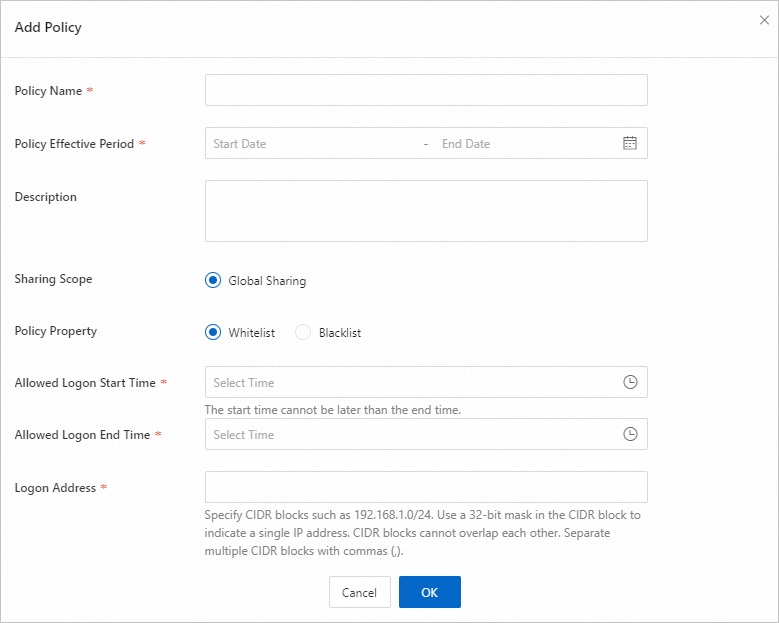 Add Policy
Policy Name *
Policy Effective Period *
Start Date - End Date
Description
Sharing Scope
Global Sharing
Policy Property
Whitelist Blacklist
Allowed Logon Start Time *
Select Time
The start time cannot be later than the end time.
Allowed Logon End Time *
Select Time
Logon Address *
Specify CIDR blocks such as 192.168.1.0/24. Use a 32-bit mask in the CIDR block to
indicate a single IP address. CIDR blocks cannot overlap each other. Separate
multiple CIDR blocks with commas (,).
Cancel OK